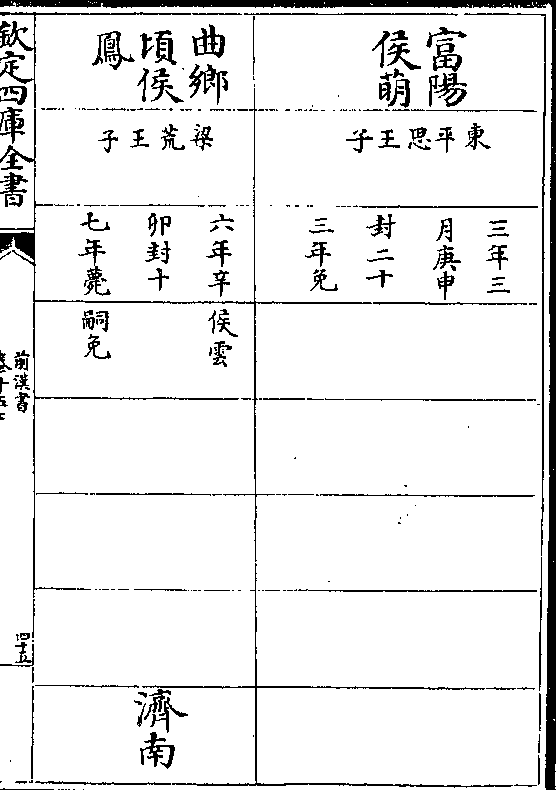 富陽
侯萌
東平思王子
三年三
月庚申
封二十
三年免
曲鄉
頃侯
鳳
梁荒王子
六年辛
卯封十
七年薨
侯雲
嗣免
濟南
欽定四庫全書
前漢書
卷十五
四十五